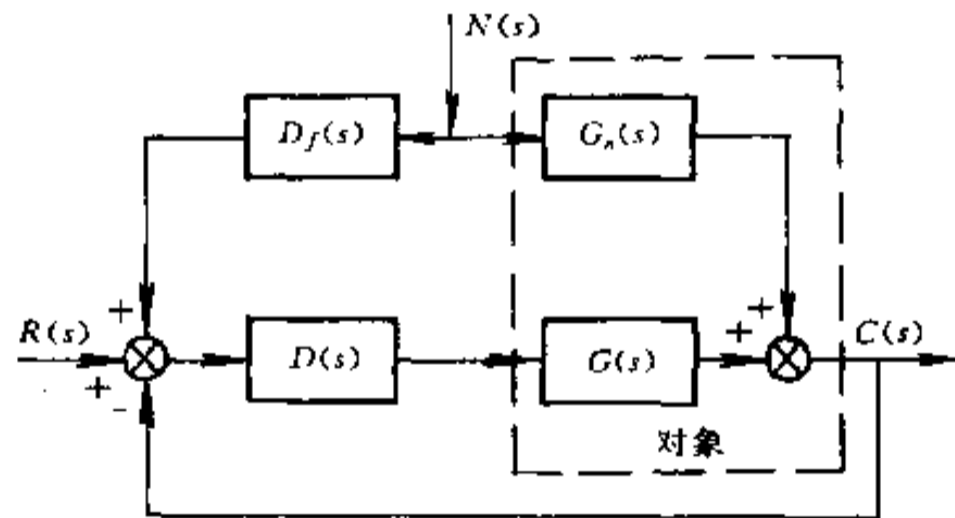 N(s)
D_f(s)
G_n(s)
+
+
R(s)
+
-
D(s)
G(s)
+
C(s)
对象